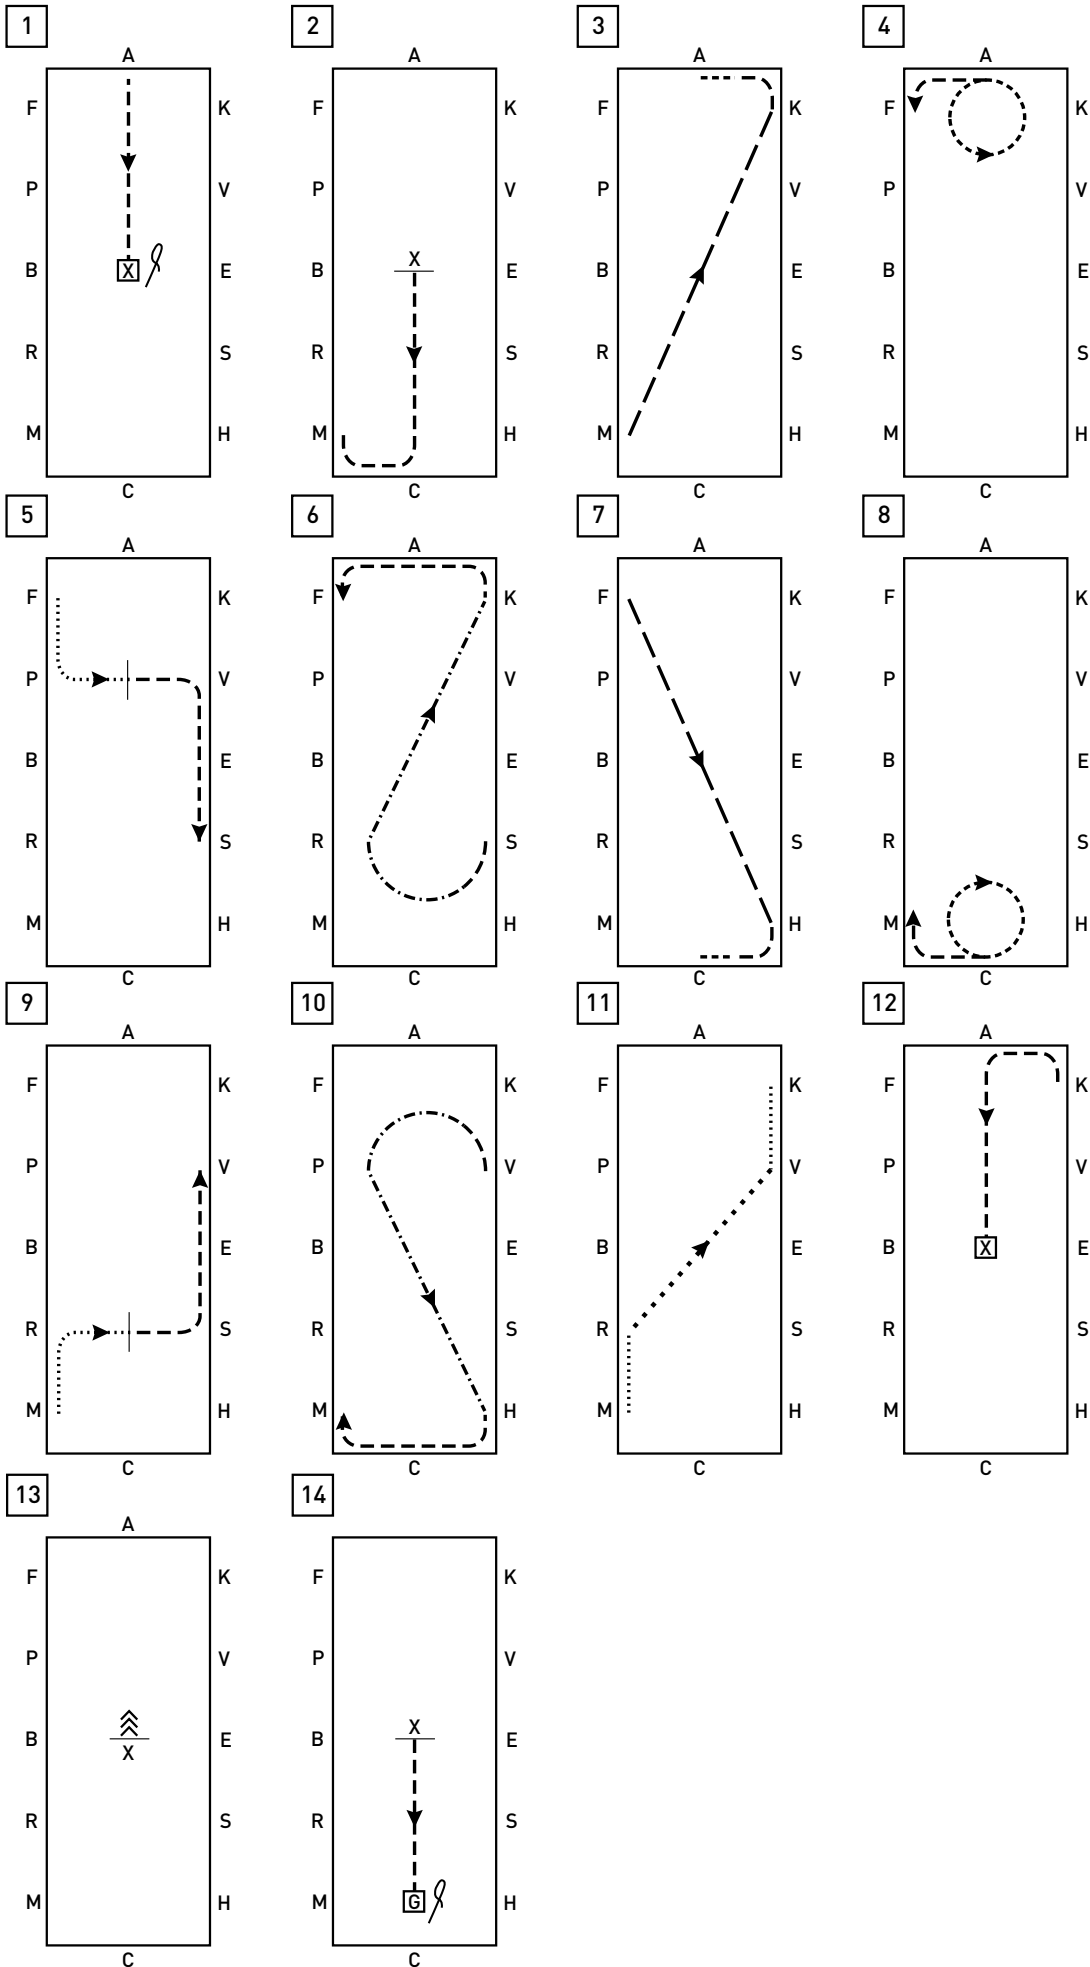 1 2 3 4
A A A A
F K F K F K F K
P V P V P V P V
B X E B X E B E B E
R S R S R S R S
M H M H M H M H
C C C C
5 6 7 8
A A A A
F K F K F K F K
P V P V P V P V
B E B E B E B E
R S R S R S R S
M H M H M H M H
C C C C
9 10 11 12
A A A A
F K F K F K F K
P V P V P V P V
B E B E B E B X E
R S R S R S R S
M H M H M H M H
C C C C
13 14
A
F K F K
P V P V
B X E B X E
R S R S
M H M G H
C C